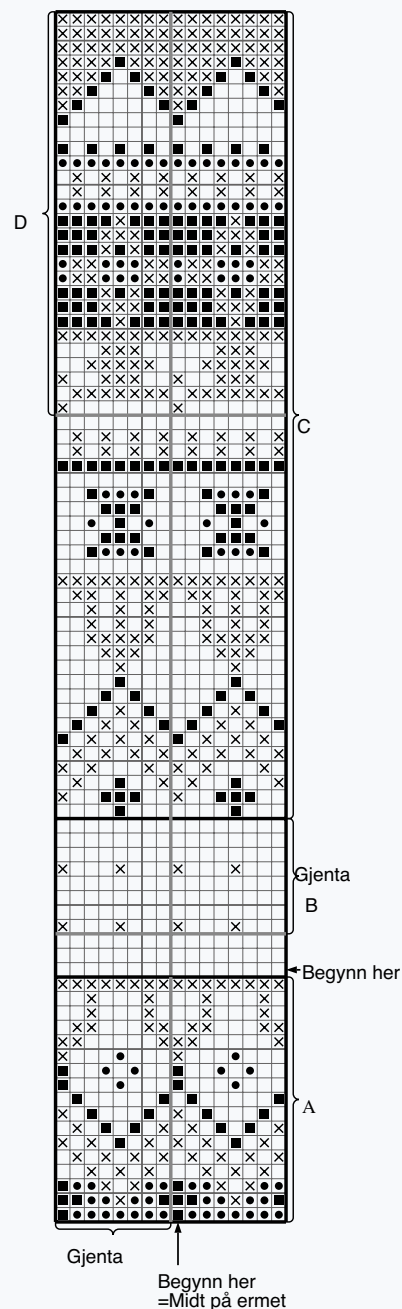 D
C
Gjenta
B
Begynn her
A
Gjenta
Begynn her
=Midt på ermet